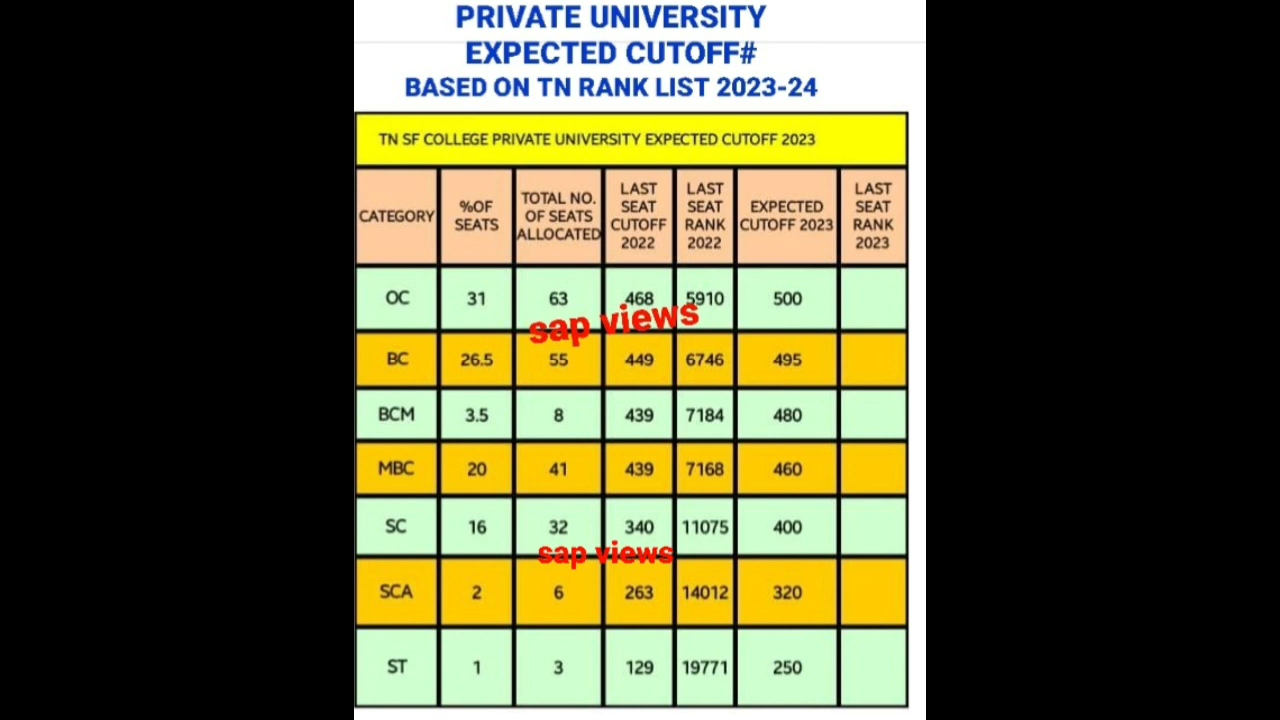 PRIVATE UNIVERSITY
EXPECTED CUTOFF#
BASED ON TN RANK LIST 2023-24
TN SF COLLEGE PRIVATE UNIVERSITY EXPECTED CUTOFF 2023
CATEGORY %OF SEATS TOTAL NO. OF SEATS ALLOCATED LAST SEAT CUTOFF 2022 LAST SEAT RANK 2022 EXPECTED CUTOFF 2023 LAST SEAT RANK 2023
OC 31 63 468 5910 500
sap views
BC 26.5 55 449 6746 495
BCM 3.5 8 439 7184 480
MBC 20 41 439 7168 460
SC 16 32 340 11075 400
sap views
SCA 2 6 263 14012 320
ST 1 3 129 19771 250